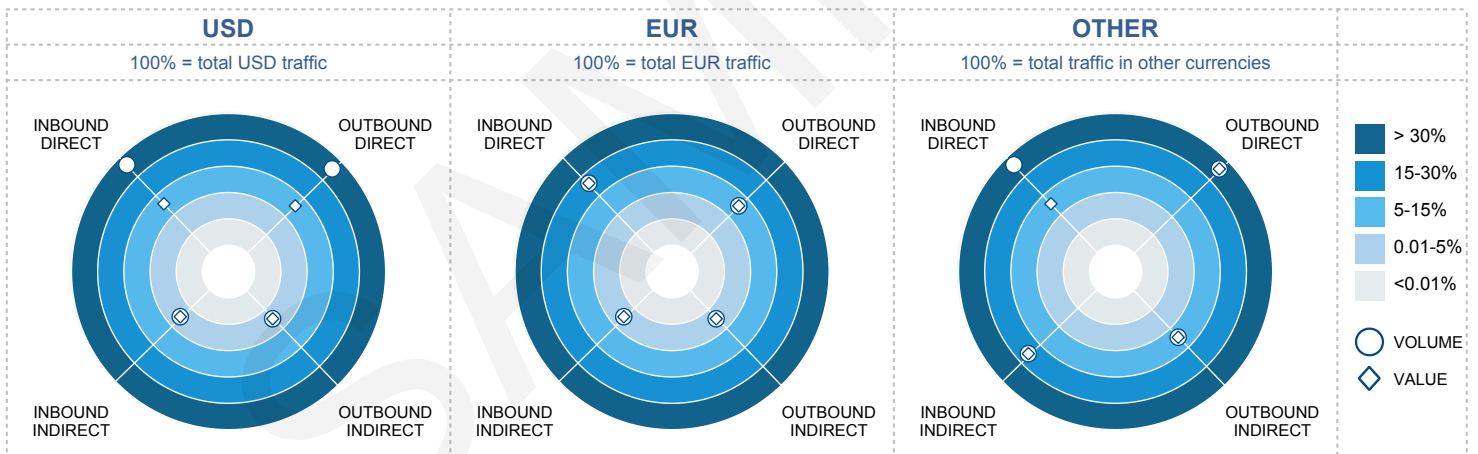 USD
EUR
OTHER
100% = total USD traffic
100% = total EUR traffic
100% = total traffic in other currencies
INBOUND
DIRECT
OUTBOUND
DIRECT
INBOUND
INDIRECT
OUTBOUND
INDIRECT
INBOUND
DIRECT
OUTBOUND
DIRECT
INBOUND
INDIRECT
OUTBOUND
INDIRECT
INBOUND
DIRECT
OUTBOUND
DIRECT
INBOUND
INDIRECT
OUTBOUND
INDIRECT
> 30%
15-30%
5-15%
0.01-5%
<0.01%
VOLUME
VALUE
SAM